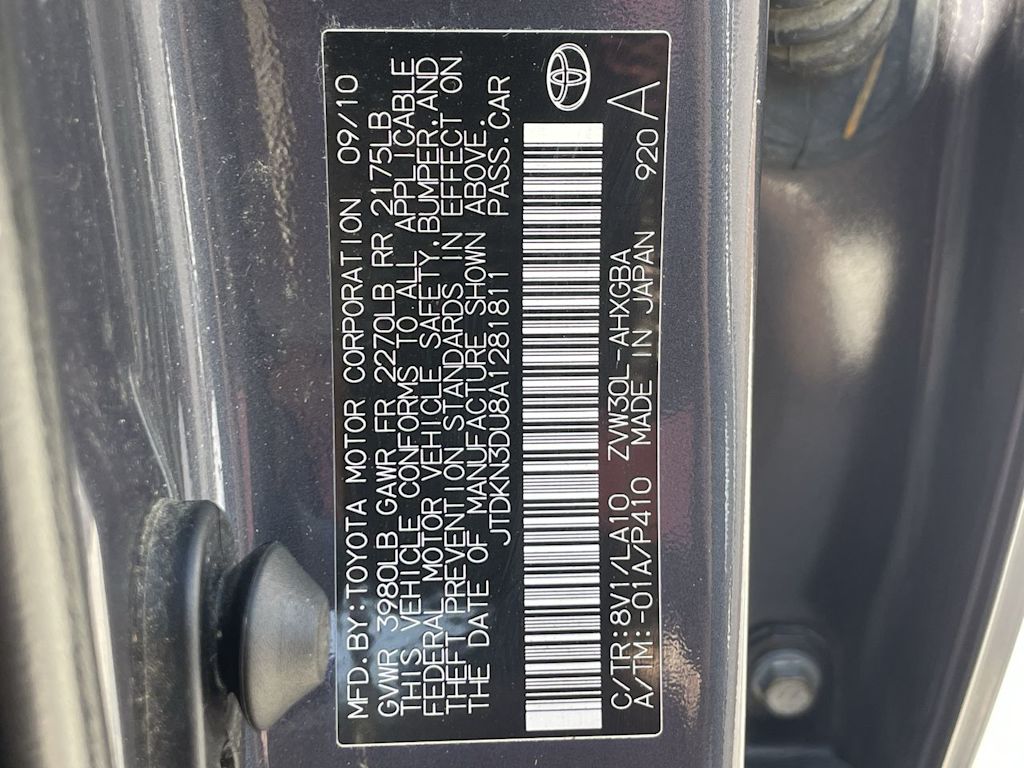 MFD.BY:TOYOTA MOTOR CORPORATION 09/10
GVWR 3980LB GAWR FR 2270LB RR 2175LB
THIS VEHICLE CONFORMS TO ALL APPLICABLE
FEDERAL MOTOR VEHICLE SAFETY,BUMPER,AND
THEFT PREVENTION STANDARDS IN EFFECT ON
THE DATE OF MANUFACTURE SHOWN ABOVE.
JTDKN3DU8A1281811 PASS.CAR
C/TR:8V1/LA10 ZVW30L-AHXGBA 920
A/TM:-01A/P410 MADE IN JAPAN A